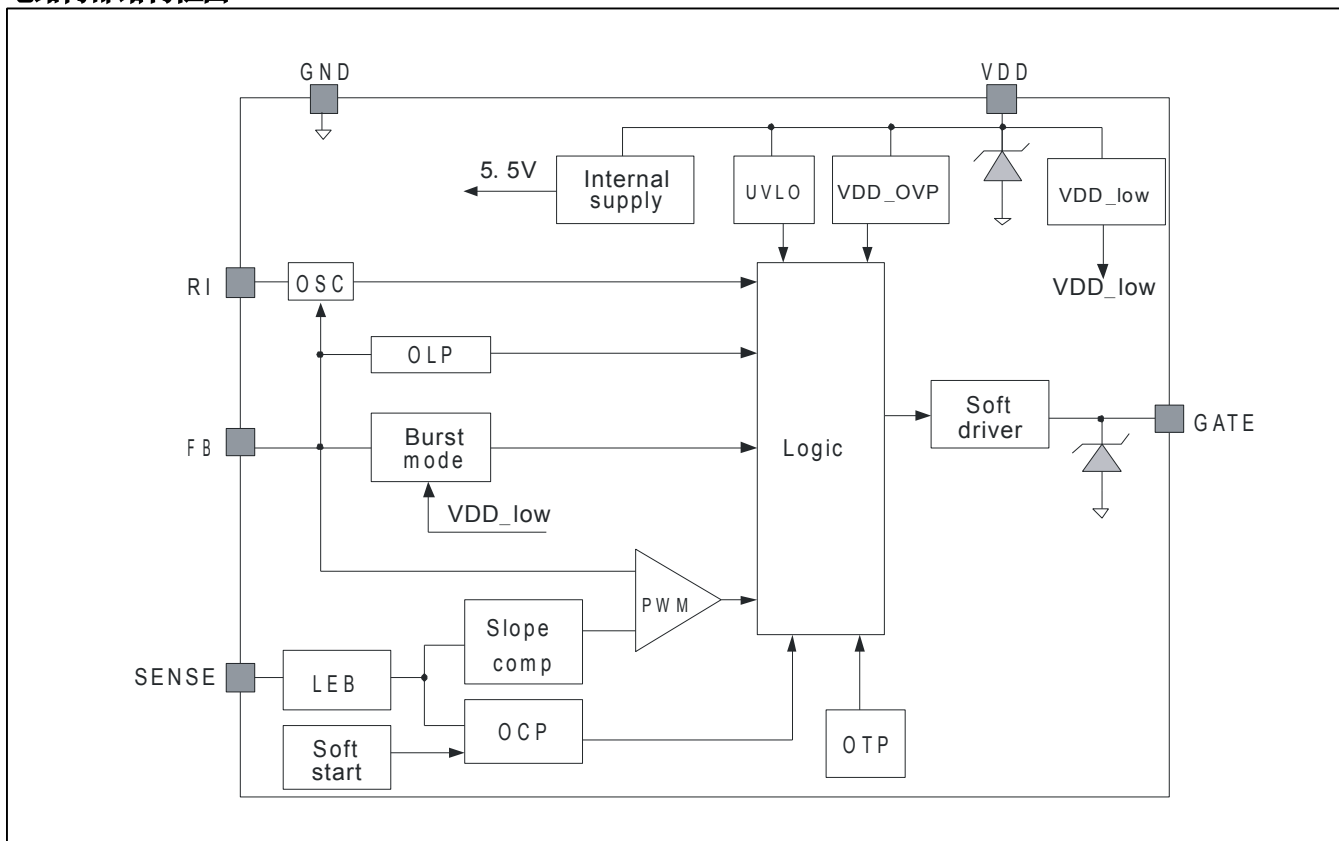 GND
VDD
5. 5V
Internal
supply
UVLO
VDD_OVP
VDD_low
VDD_low
RI
OSC
OLP
FB
Burst
mode
VDD_low
Logic
Soft
driver
GATE
PWM
Slope
comp
SENSE
LEB
OCP
Soft
start
OTP